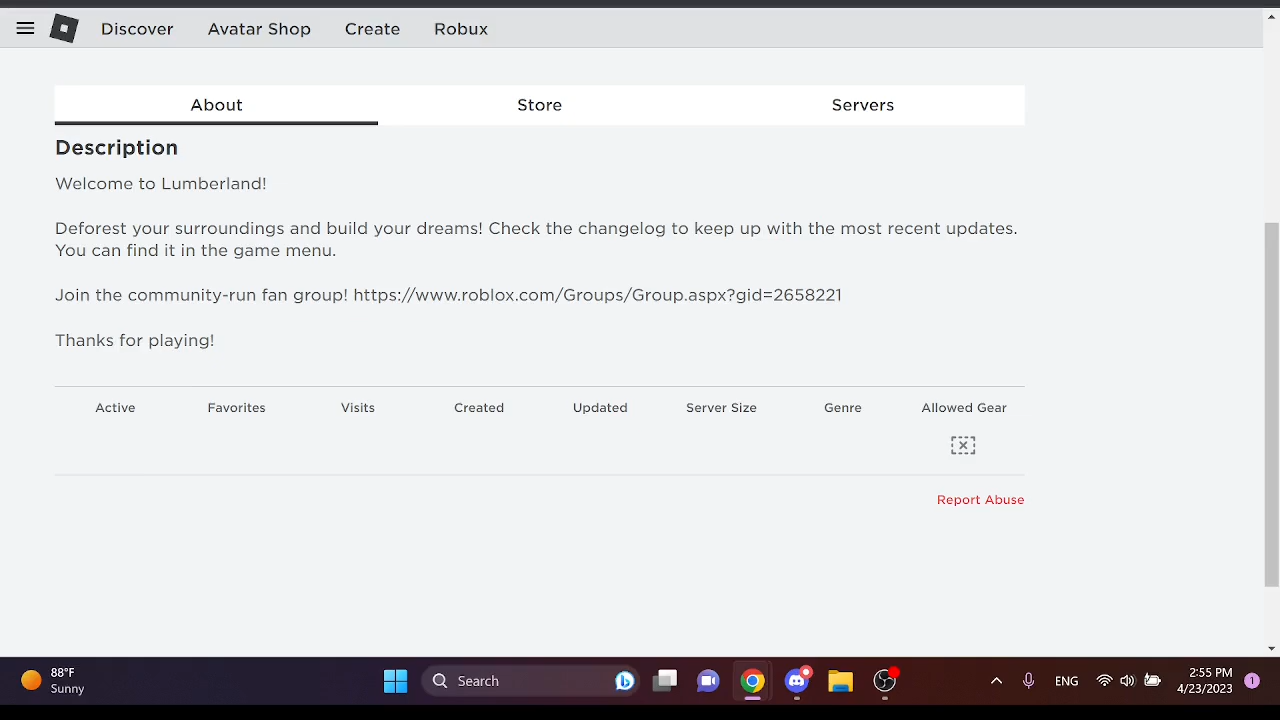 Discover Avatar Shop Create Robux
About Store Servers
Description
Welcome to Lumberland!
Deforest your surroundings and build your dreams! Check the changelog to keep up with the most recent updates.
You can find it in the game menu.
Join the community-run fan group! https://www.roblox.com/Groups/Group.aspx?gid=2658221
Thanks for playing!
Active Favorites Visits Created Updated Server Size Genre Allowed Gear
Report Abuse
88°F
Sunny
Search
ENG
2:55 PM
4/23/2023
1